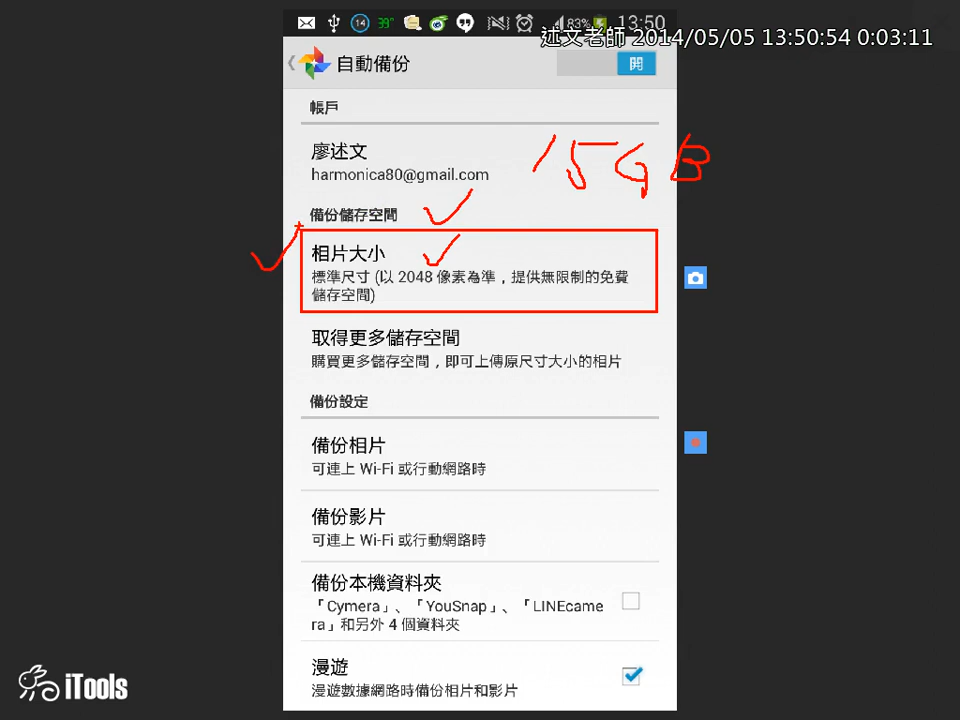 14 39° 83% 13:50
述文老師 2014/05/05 13:50:54 0:03:11
自動備份 開
帳戶
廖述文
harmonica80@gmail.com
15GB
備份儲存空間
相片大小
標準尺寸 (以 2048 像素為準，提供無限制的免費
儲存空間)
取得更多儲存空間
購買更多儲存空間，即可上傳原尺寸大小的相片
備份設定
備份相片
可連上 Wi-Fi 或行動網路時
備份影片
可連上 Wi-Fi 或行動網路時
備份本機資料夾
「Cymera」、「YouSnap」、「LINEcame
ra」和另外 4 個資料夾
漫遊
漫遊數據網路時備份相片和影片
iTools